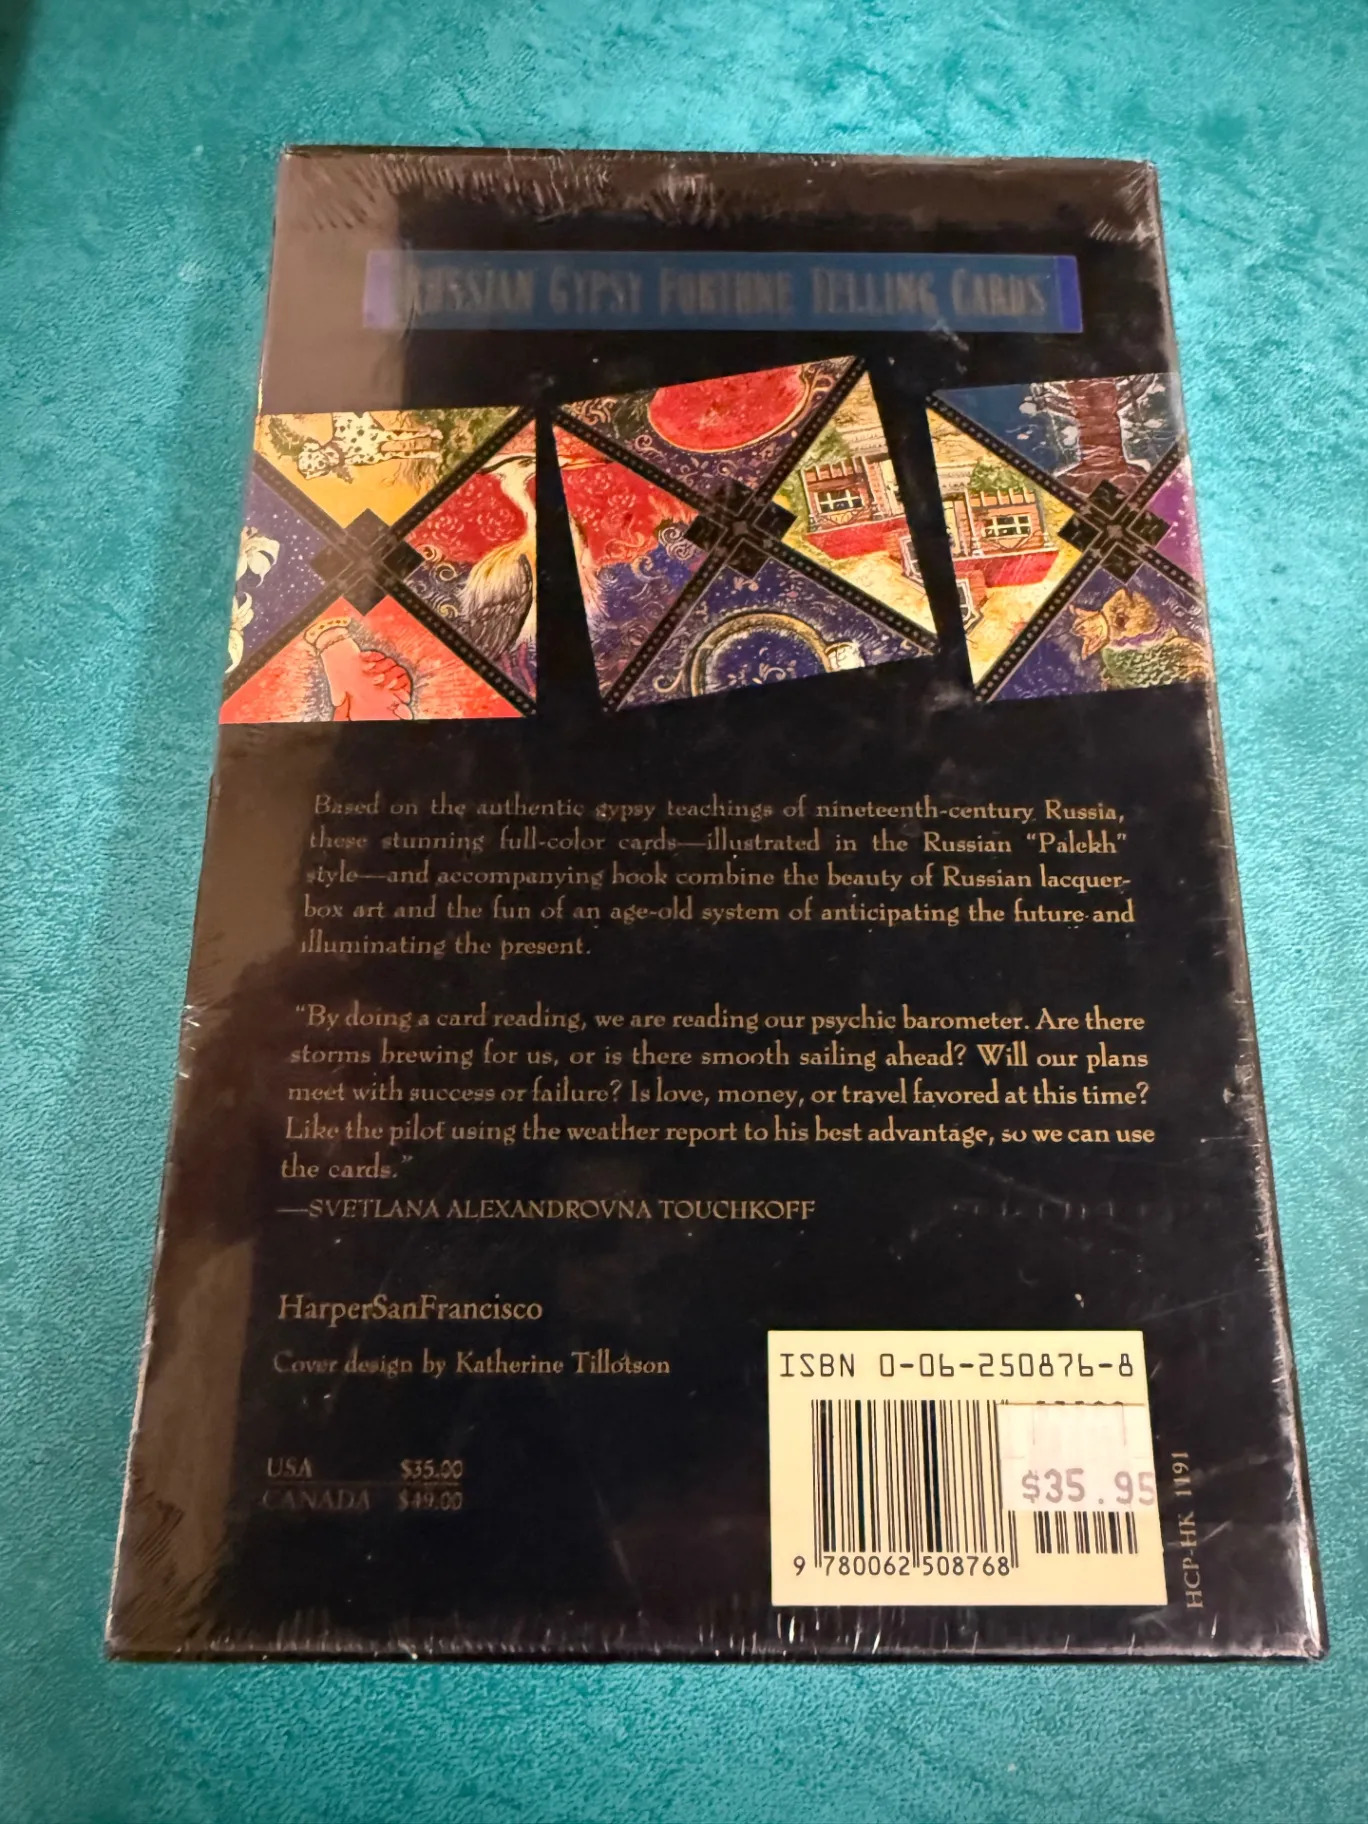 RUSSIAN GYPSY FORTUNE TELLING CARDS
Based on the authentic gypsy teachings of nineteenth-century Russia,
these stunning full-color cards—illustrated in the Russian “Palekh”
style—and accompanying book combine the beauty of Russian lacquer-
box art and the fun of an age-old system of anticipating the future and
illuminating the present.
“By doing a card reading, we are reading our psychic barometer. Are there
storms brewing for us, or is there smooth sailing ahead? Will our plans
meet with success or failure? Is love, money, or travel favored at this time?
Like the pilot using the weather report to his best advantage, so we can use
the cards.”
—SVETLANA ALEXANDROVNA TOUCHKOFF
HarperSanFrancisco
Cover design by Katherine Tillotson
USA $35.00
CANADA $49.00
ISBN 0-06-250876-8
$35.95
9 780062 508768
HCP-HK 1191